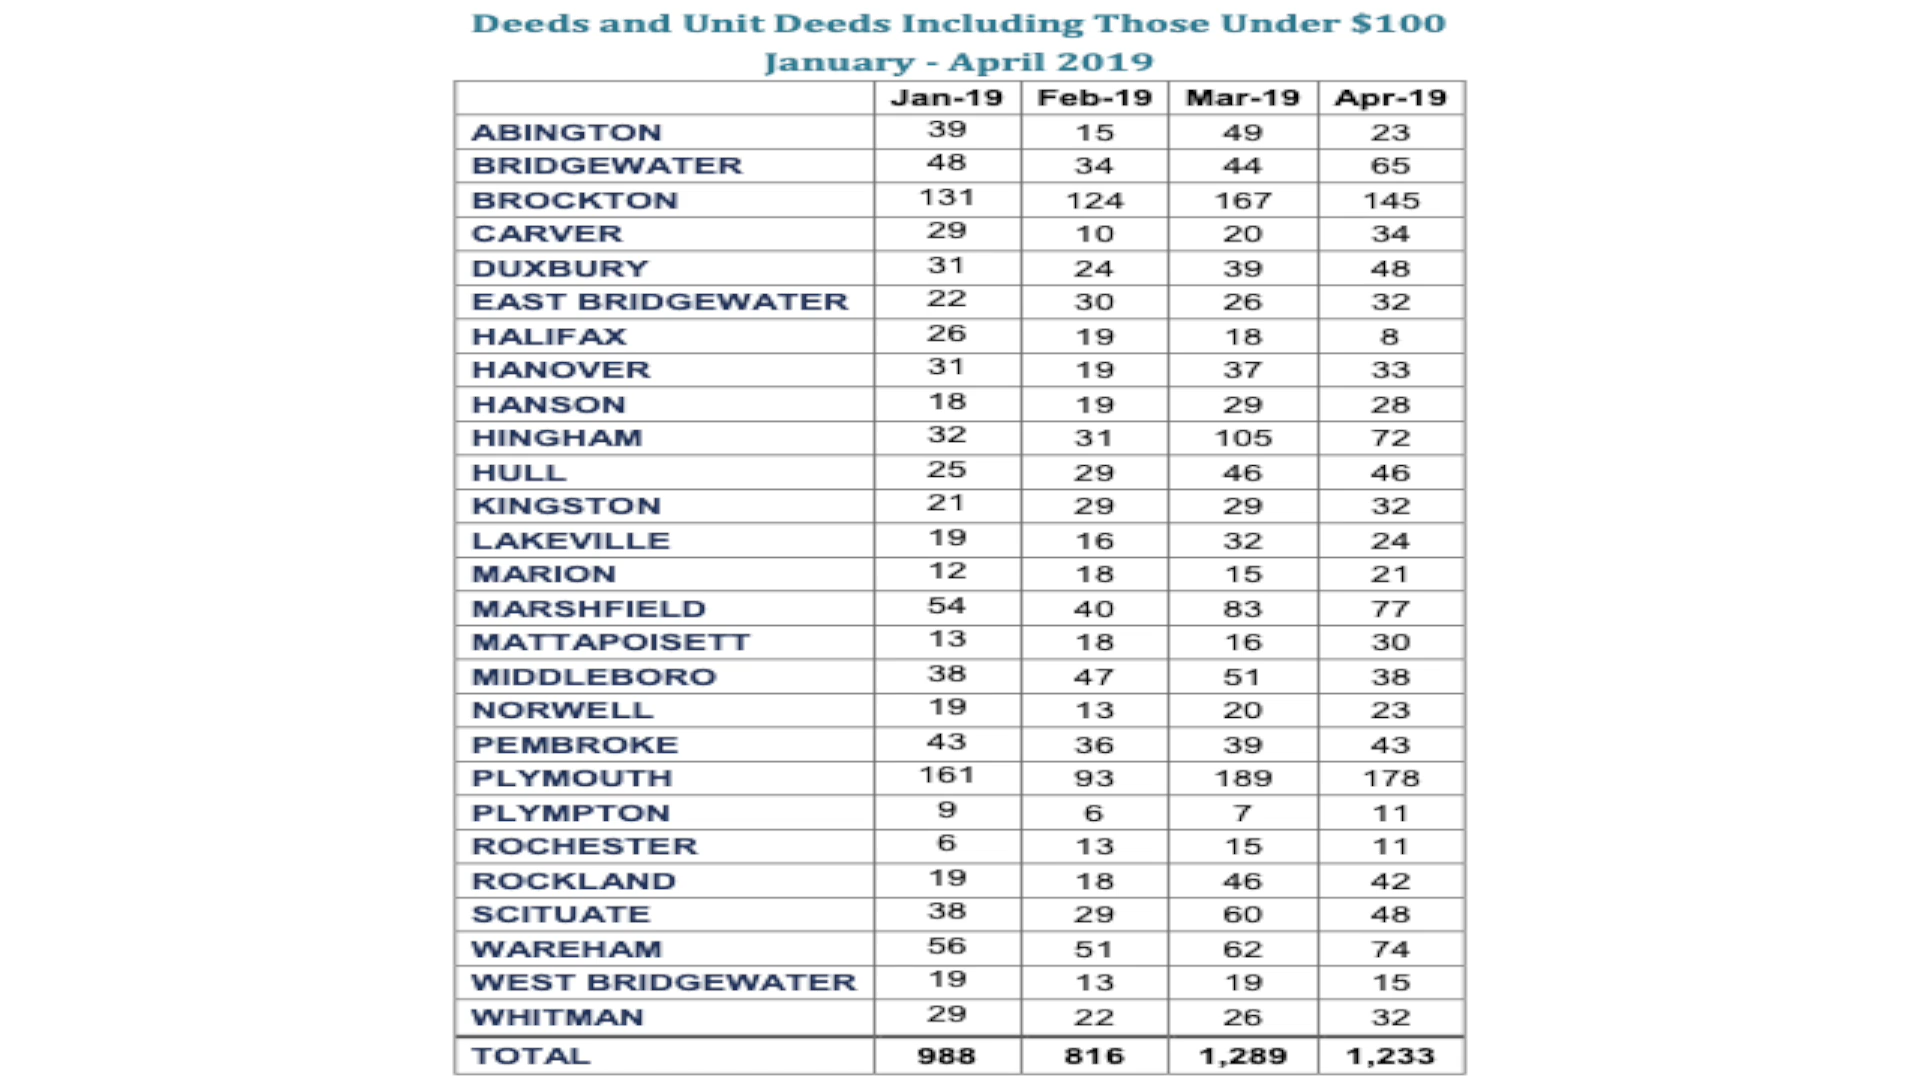 Deeds and Unit Deeds Including Those Under $100
January - April 2019
Jan-19 Feb-19 Mar-19 Apr-19
ABINGTON 39 15 49 23
BRIDGEWATER 48 34 44 65
BROCKTON 131 124 167 145
CARVER 29 10 20 34
DUXBURY 31 24 39 48
EAST BRIDGEWATER 22 30 26 32
HALIFAX 26 19 18 8
HANOVER 31 19 37 33
HANSON 18 19 29 28
HINGHAM 32 31 105 72
HULL 25 29 46 46
KINGSTON 21 29 29 32
LAKEVILLE 19 16 32 24
MARION 12 18 15 21
MARSHFIELD 54 40 83 77
MATTAPOISETT 13 18 16 30
MIDDLEBORO 38 47 51 38
NORWELL 19 13 20 23
PEMBROKE 43 36 39 43
PLYMOUTH 161 93 189 178
PLYMPTON 9 6 7 11
ROCHESTER 6 13 15 11
ROCKLAND 19 18 46 42
SCITUATE 38 29 60 48
WAREHAM 56 51 62 74
WEST BRIDGEWATER 19 13 19 15
WHITMAN 29 22 26 32
TOTAL 988 816 1,289 1,233